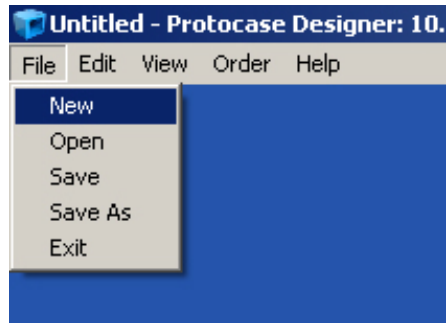 Untitled - Protocase Designer: 10.
File Edit View Order Help
New
Open
Save
Save As
Exit